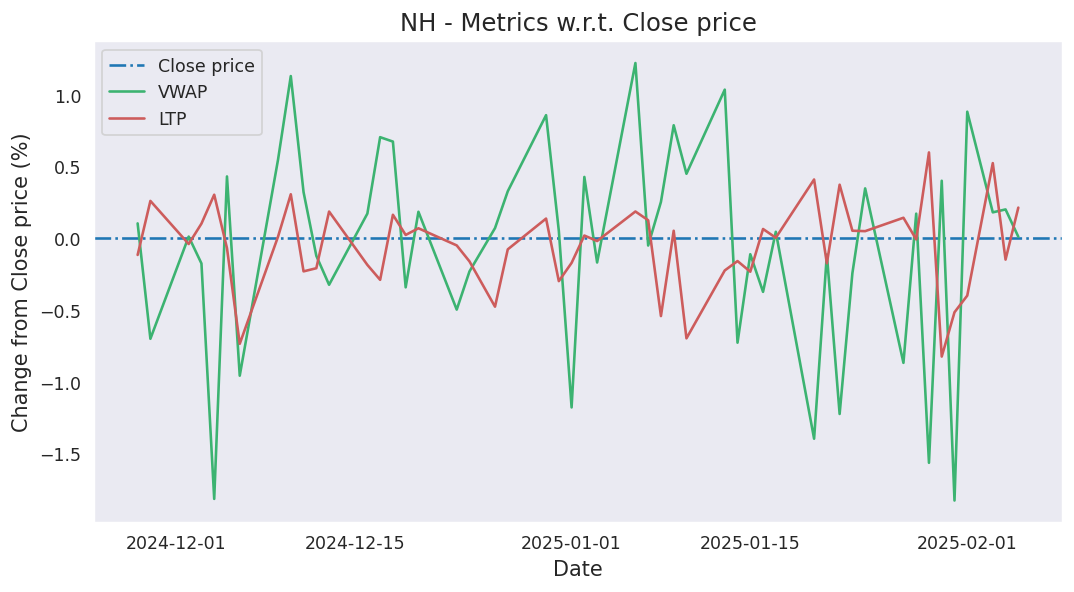 NH - Metrics w.r.t. Close price
Close price
VWAP
LTP
Change from Close price (%)
1.0
0.5
0.0
−0.5
−1.0
−1.5
2024-12-01
2024-12-15
2025-01-01
2025-01-15
2025-02-01
Date